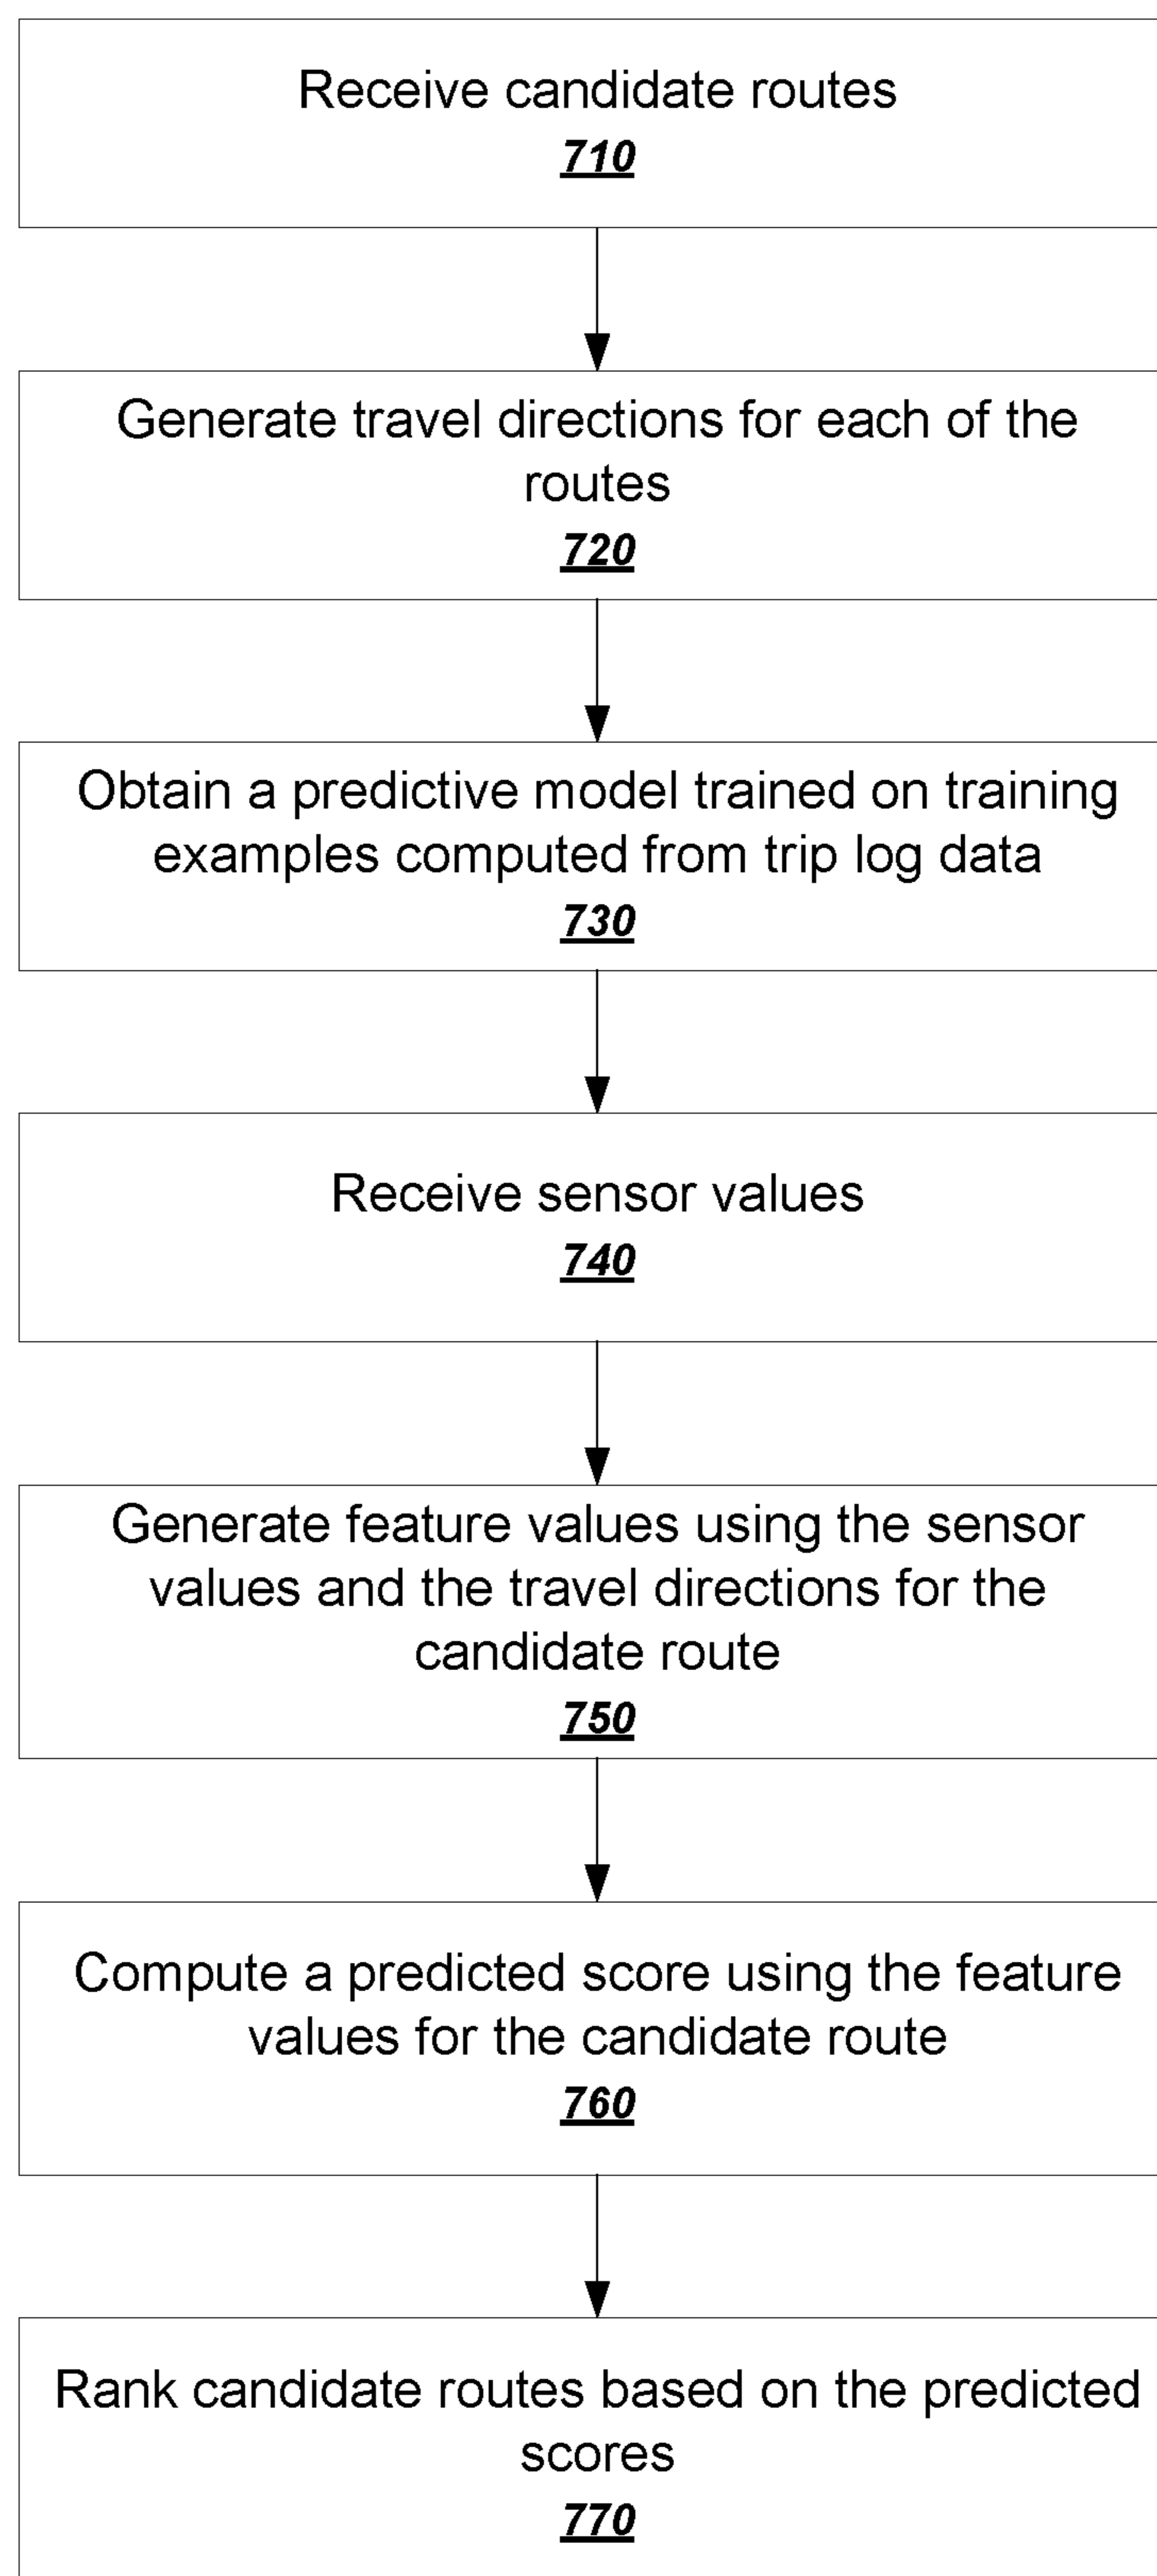 Receive candidate routes
710
Generate travel directions for each of the
routes
720
Obtain a predictive model trained on training
examples computed from trip log data
730
Receive sensor values
740
Generate feature values using the sensor
values and the travel directions for the
candidate route
750
Compute a predicted score using the feature
values for the candidate route
760
Rank candidate routes based on the predicted
scores
770